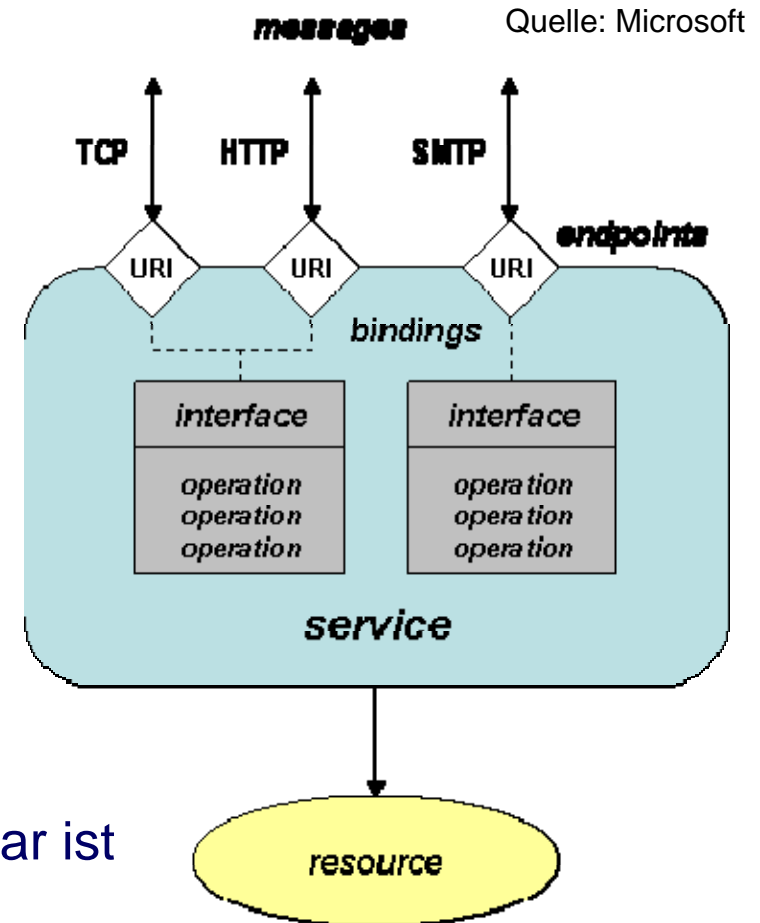 messages
Quelle: Microsoft
TCP
HTTP
SMTP
endpoints
URI
URI
URI
bindings
interface
operation
operation
operation
interface
operation
operation
operation
service
ar ist
resource